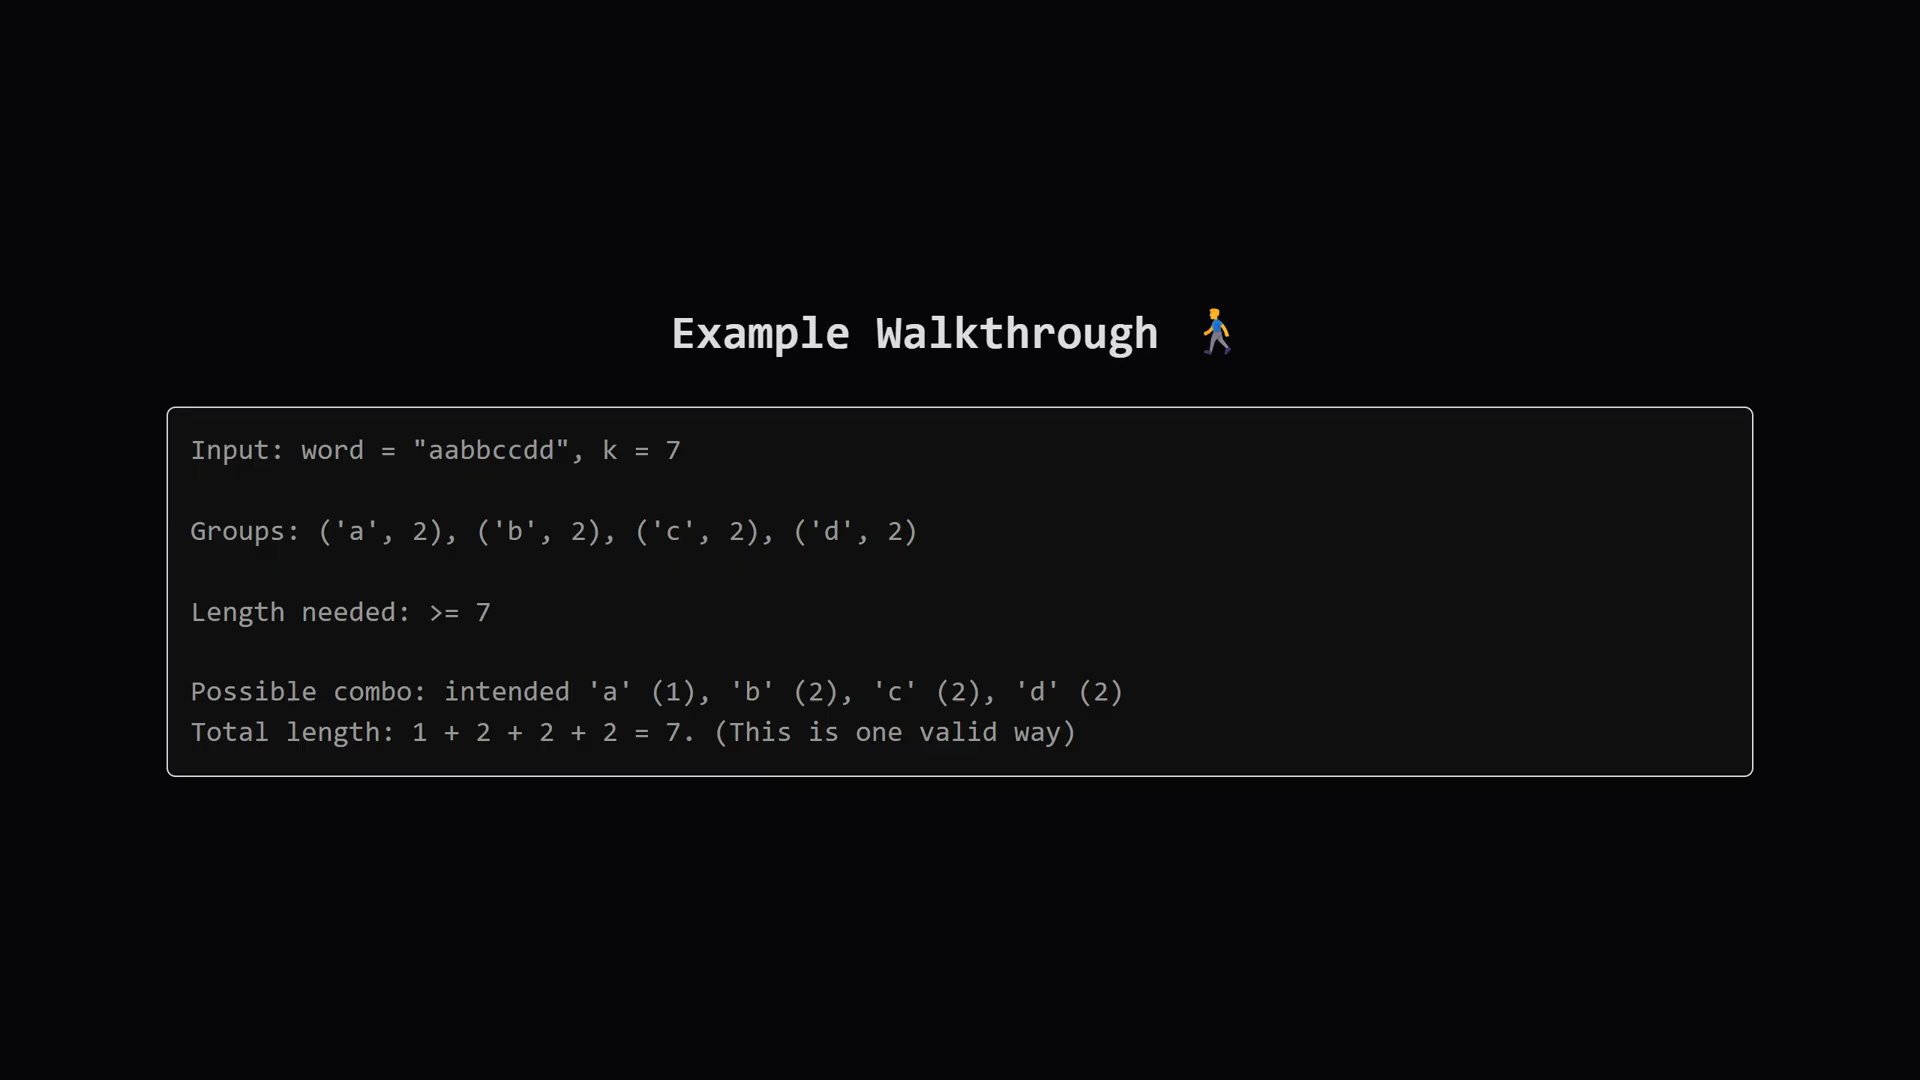 Example Walkthrough 🚶‍♂️
Input: word = "aabbccdd", k = 7
Groups: ('a', 2), ('b', 2), ('c', 2), ('d', 2)
Length needed: >= 7
Possible combo: intended 'a' (1), 'b' (2), 'c' (2), 'd' (2)
Total length: 1 + 2 + 2 + 2 = 7. (This is one valid way)